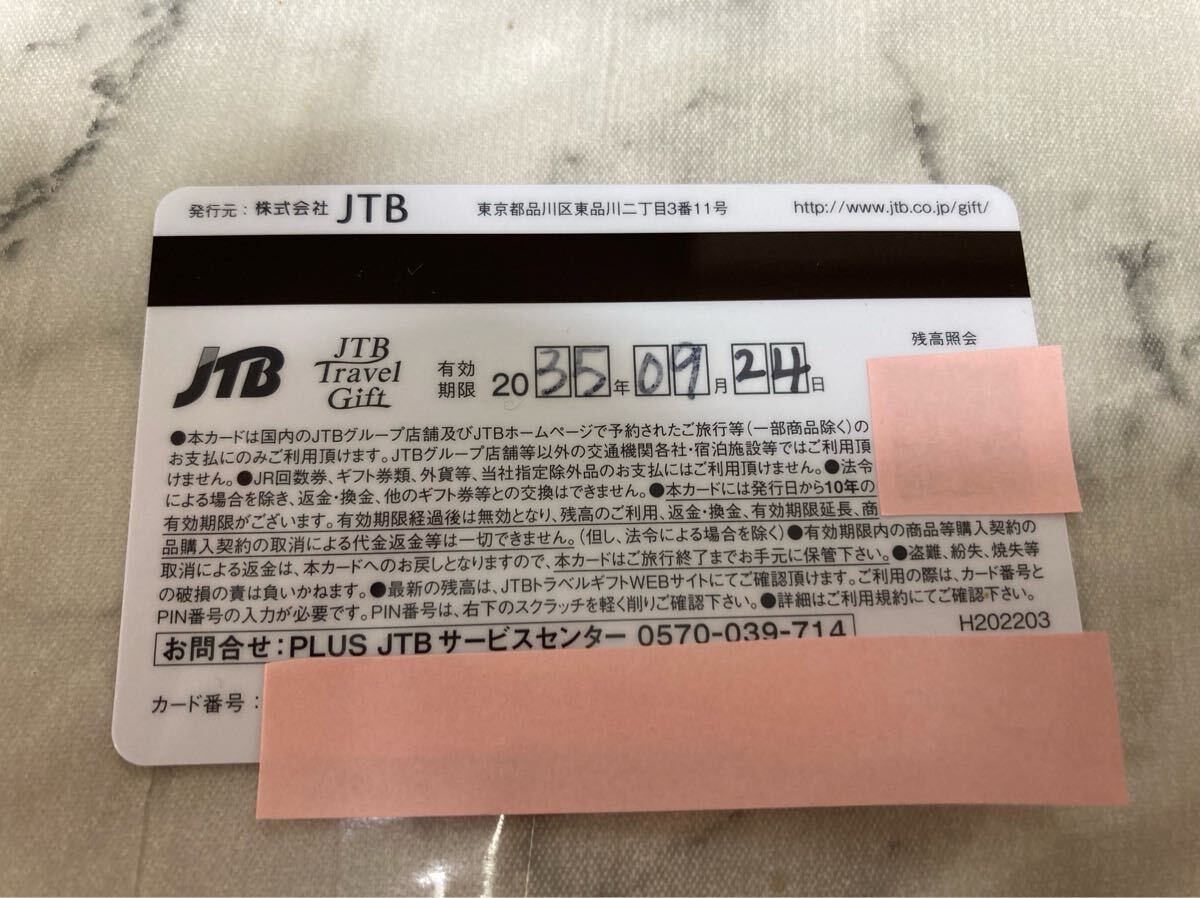 発行元：株式会社 JTB 東京都品川区東品川二丁目3番11号 http://www.jtb.co.jp/gift/
残高照会
JTB
JTB
Travel
Gift
有効期限 2035年09月24日
●本カードは国内のJTBグループ店舗及びJTBホームページで予約されたご旅行等(一部商品除く)の
お支払にのみご利用頂けます。JTBグループ店舗等以外の交通機関各社・宿泊施設等ではご利用頂
けません。●JR回数券、ギフト券類、外貨等、当社指定除外品のお支払にはご利用頂けません。●法令
による場合を除き、返金・換金、他のギフト券等との交換はできません。●本カードには発行日から10年の
有効期限がございます。有効期限経過後は無効となり、残高のご利用、返金・換金、有効期限延長、商
品購入契約の取消による代金返金等は一切できません。(但し、法令による場合を除く)●有効期限内の商品等購入契約の
取消による返金は、本カードへのお戻しとなりますので、本カードはご旅行終了までお手元に保管下さい。●盗難、紛失、焼失等
の破損の責は負いかねます。●最新の残高は、JTBトラベルギフトWEBサイトにてご確認頂けます。ご利用の際は、カード番号と
PIN番号の入力が必要です。PIN番号は、右下のスクラッチを軽く削りご確認下さい。●詳細はご利用規約にてご確認下さい。
お問合せ：PLUS JTBサービスセンター 0570-039-714
H202203
カード番号：